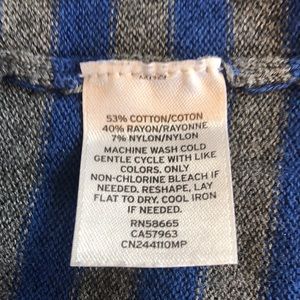 53% COTTON/COTON
40% RAYON/RAYONNE
7% NYLON/NYLON
MACHINE WASH COLD
GENTLE CYCLE WITH LIKE
COLORS. ONLY
NON-CHLORINE BLEACH IF
NEEDED. RESHAPE, LAY
FLAT TO DRY. COOL IRON
IF NEEDED.
RN58665
CA57963
CN244110MP